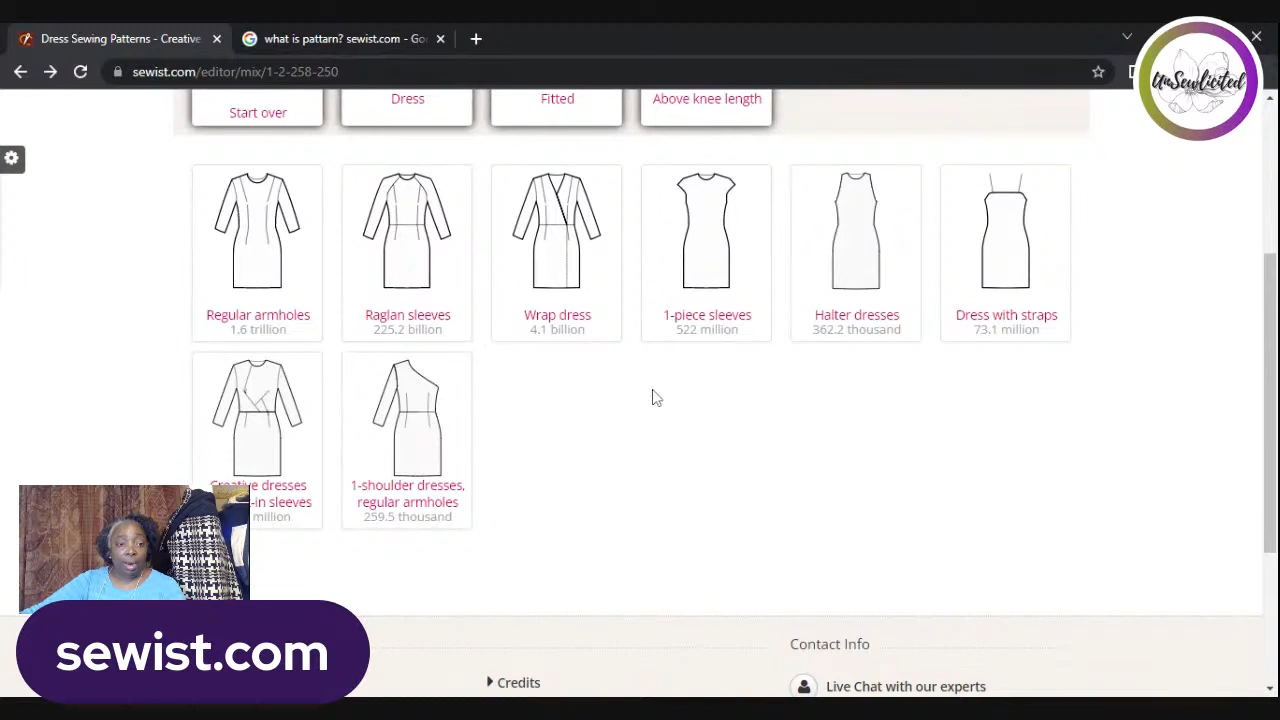 Dress Sewing Patterns - Creative
what is pattarn? sewist.com - Go
UnSewlicited
sewist.com/editor/mix/1-2-258-250
Start over
Dress
Fitted
Above knee length
Regular armholes
1.6 trillion
Raglan sleeves
225.2 billion
Wrap dress
4.1 billion
1-piece sleeves
522 million
Halter dresses
362.2 thousand
Dress with straps
73.1 million
Creative dresses
-in sleeves
million
1-shoulder dresses,
regular armholes
259.5 thousand
sewist.com
Credits
Contact Info
Live Chat with our experts